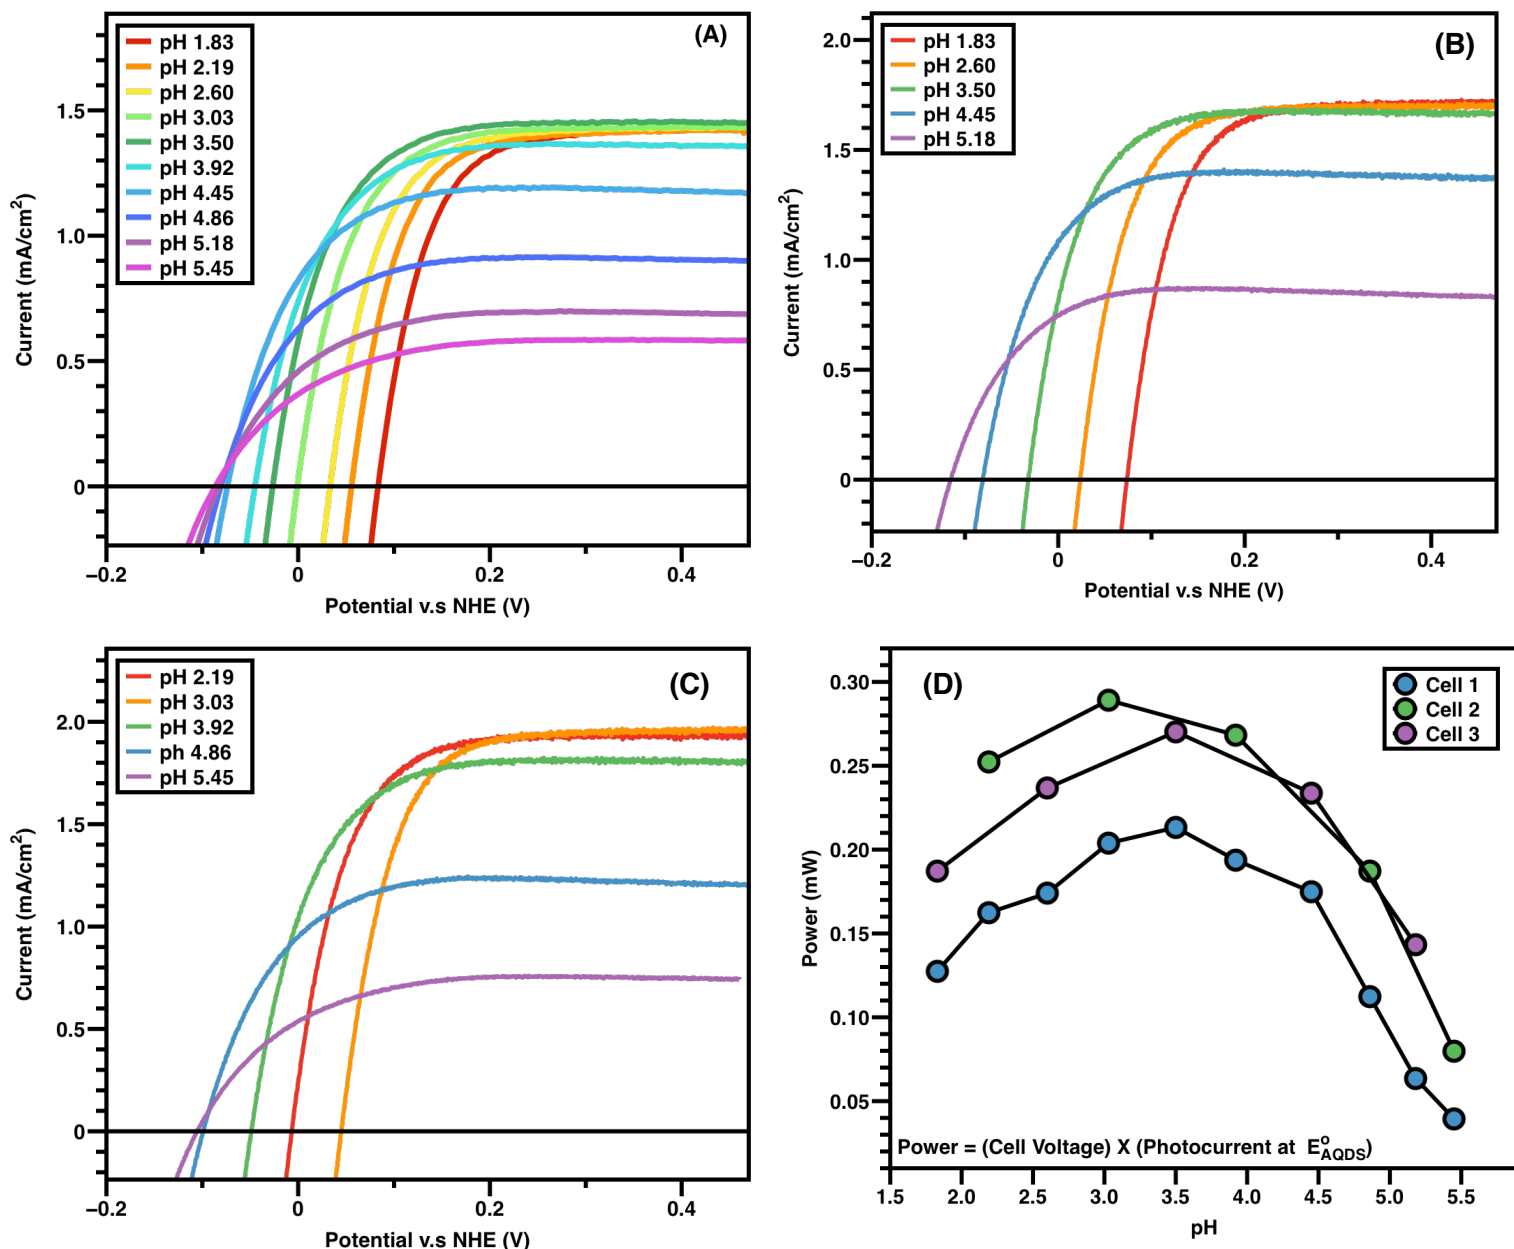 (A)
pH 1.83
pH 2.19
pH 2.60
pH 3.03
pH 3.50
pH 3.92
pH 4.45
pH 4.86
pH 5.18
pH 5.45
1.5
1.0
0.5
0
Current (mA/cm2)
−0.2 0 0.2 0.4
Potential v.s NHE (V)
(B)
pH 1.83
pH 2.60
pH 3.50
pH 4.45
pH 5.18
2.0
1.5
1.0
0.5
0
Current (mA/cm2)
−0.2 0 0.2 0.4
Potential v.s NHE (V)
(C)
pH 2.19
pH 3.03
pH 3.92
ph 4.86
pH 5.45
2.0
1.5
1.0
0.5
0
Current (mA/cm2)
−0.2 0 0.2 0.4
Potential v.s NHE (V)
(D)
Cell 1
Cell 2
Cell 3
0.30
0.25
0.20
0.15
0.10
0.05
Power (mW)
Power = (Cell Voltage) X (Photocurrent at EoAQDS)
1.5 2.0 2.5 3.0 3.5 4.0 4.5 5.0 5.5
pH